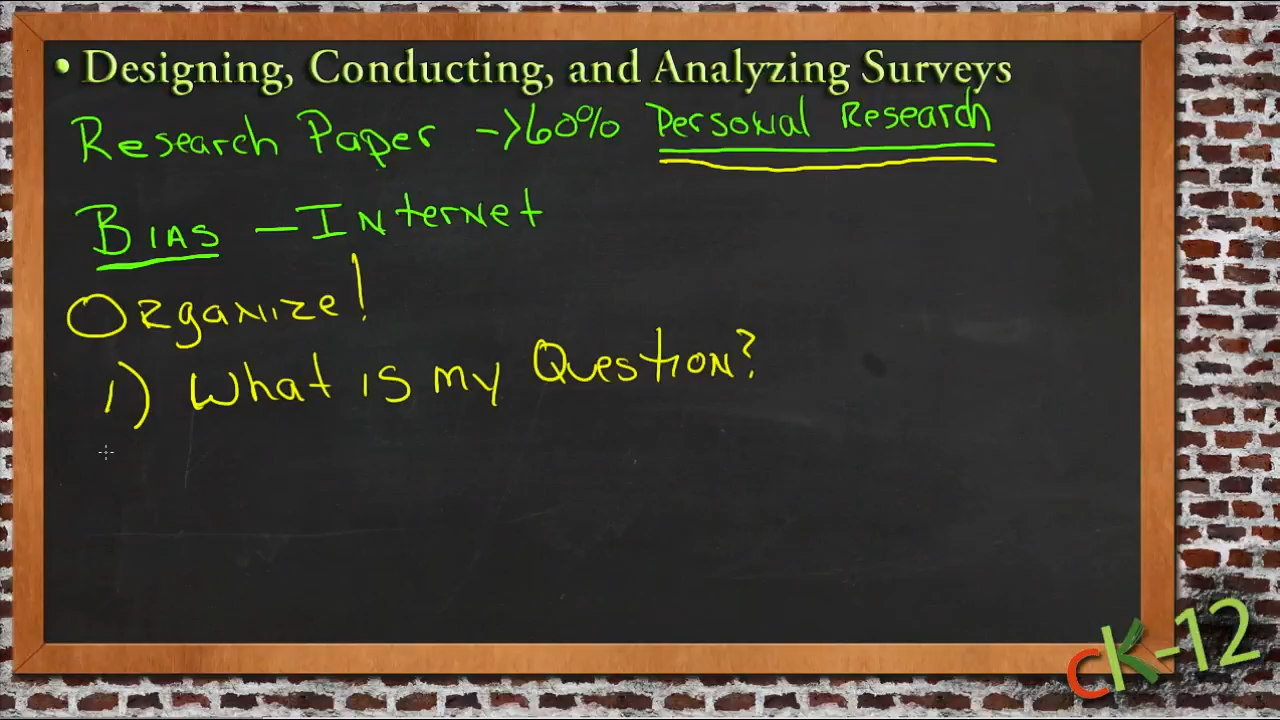 • Designing, Conducting, and Analyzing Surveys
Research Paper -> 60% Personal Research
BIAS - Internet
Organize!
1) What is my Question?
CK-12